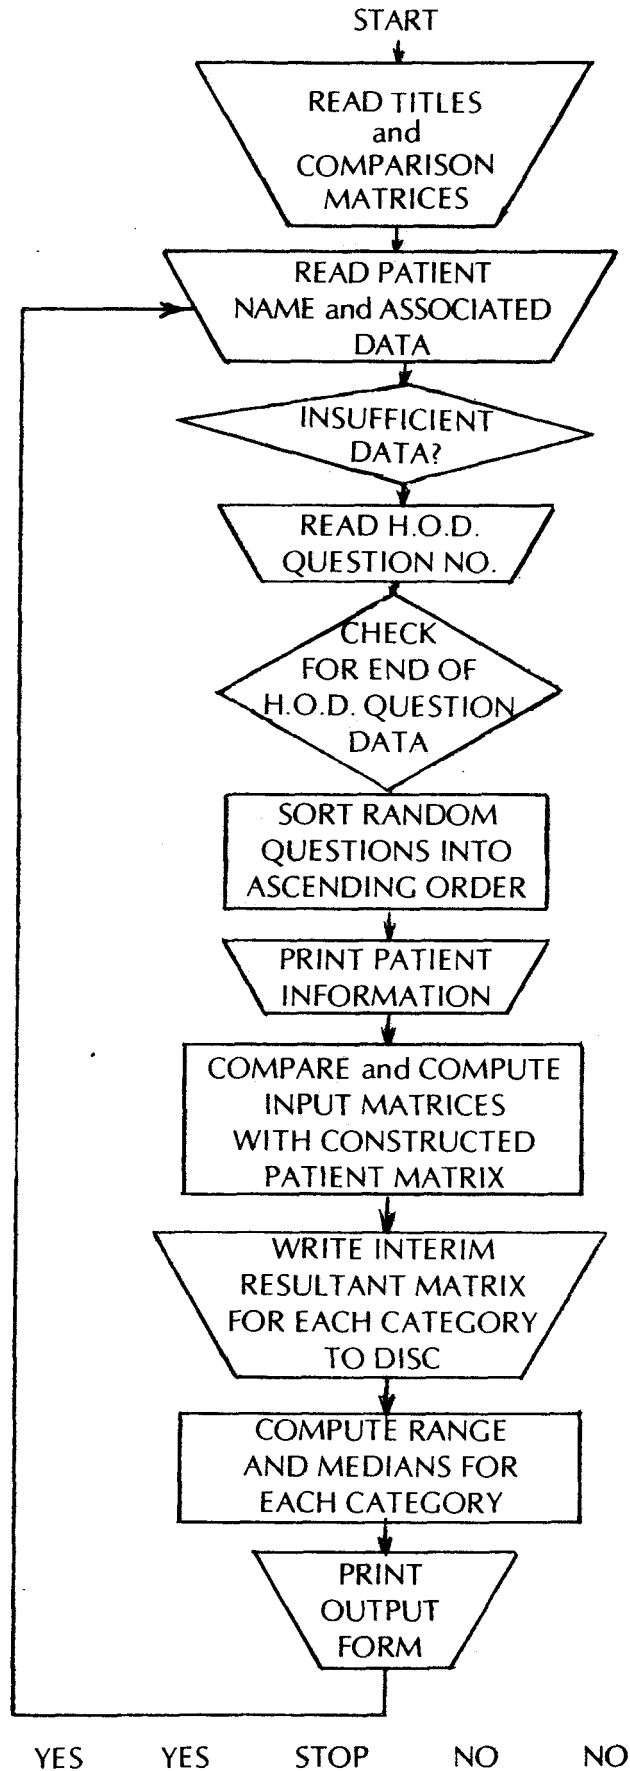 START
READ TITLES
and
COMPARISON
MATRICES
READ PATIENT
NAME and ASSOCIATED
DATA
INSUFFICIENT
DATA?
READ H.O.D.
QUESTION NO.
CHECK
FOR END OF
H.O.D. QUESTION
DATA
SORT RANDOM
QUESTIONS INTO
ASCENDING ORDER
PRINT PATIENT
INFORMATION
COMPARE and COMPUTE
INPUT MATRICES
WITH CONSTRUCTED
PATIENT MATRIX
WRITE INTERIM
RESULTANT MATRIX
FOR EACH CATEGORY
TO DISC
COMPUTE RANGE
AND MEDIANS FOR
EACH CATEGORY
PRINT
OUTPUT
FORM
YES YES STOP NO NO